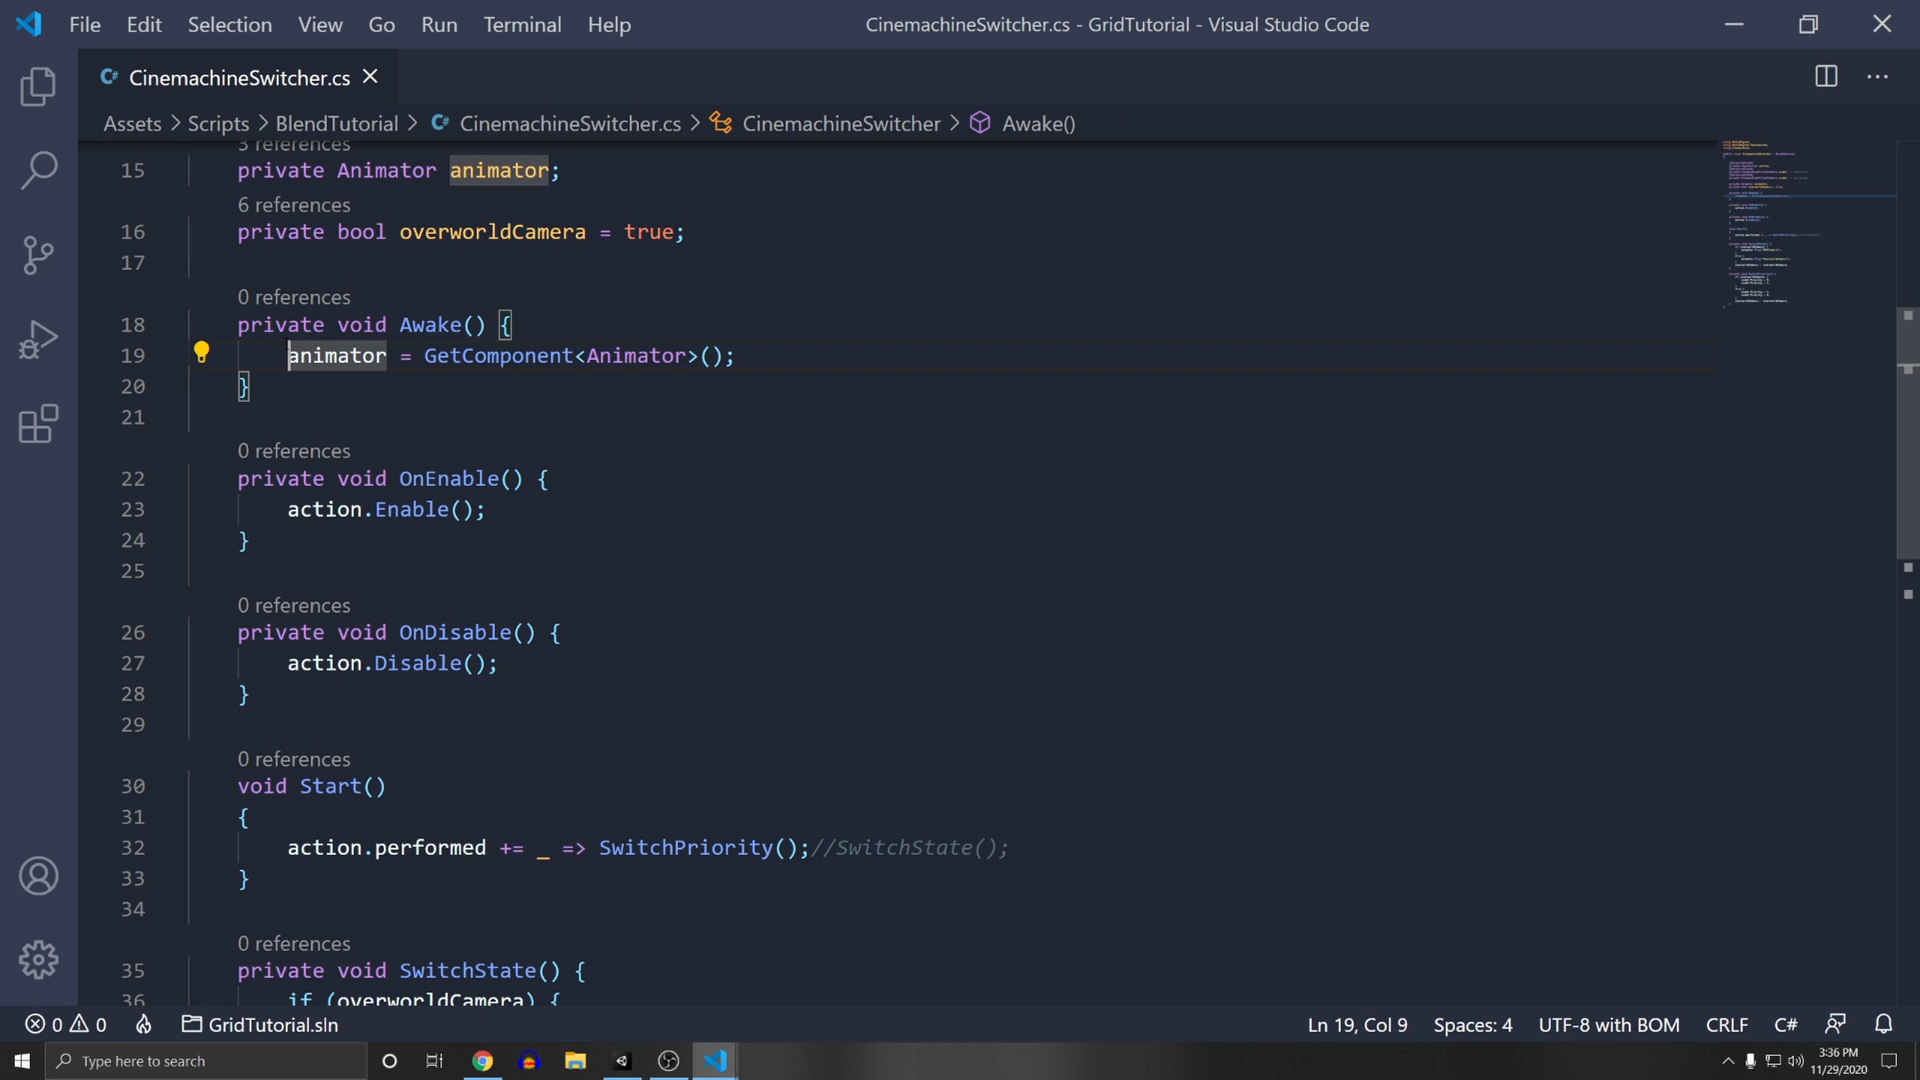 File Edit Selection View Go Run Terminal Help CinemachineSwitcher.cs - GridTutorial - Visual Studio Code
C# CinemachineSwitcher.cs
Assets > Scripts > BlendTutorial > C# CinemachineSwitcher.cs > CinemachineSwitcher > Awake()
3 references
15 private Animator animator;
6 references
16 private bool overworldCamera = true;
17
0 references
18 private void Awake() {
19 animator = GetComponent<Animator>();
20 }
21
0 references
22 private void OnEnable() {
23 action.Enable();
24 }
25
0 references
26 private void OnDisable() {
27 action.Disable();
28 }
29
0 references
30 void Start()
31 {
32 action.performed += _ => SwitchPriority();//SwitchState();
33 }
34
0 references
35 private void SwitchState() {
36 if (overworldCamera) {
0 0 GridTutorial.sln Ln 19, Col 9 Spaces: 4 UTF-8 with BOM CRLF C#
Type here to search 3:36 PM
11/29/2020